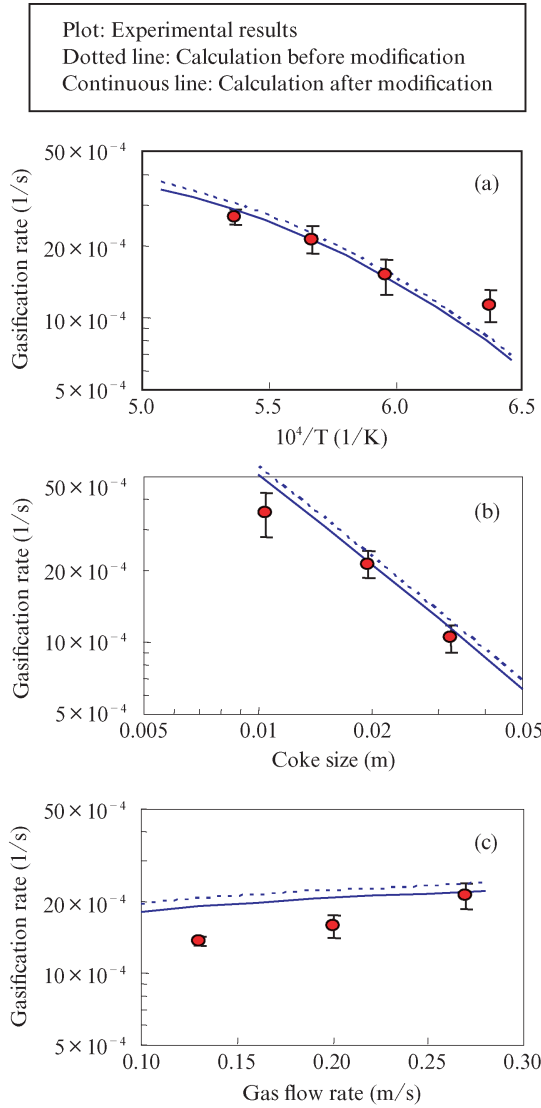 Plot: Experimental results
Dotted line: Calculation before modification
Continuous line: Calculation after modification
50×10⁻⁴
20×10⁻⁴
10×10⁻⁴
5×10⁻⁴
Gasification rate (1/s)
(a)
5.0 5.5 6.0 6.5
10⁴/T (1/K)
50×10⁻⁴
20×10⁻⁴
10×10⁻⁴
5×10⁻⁴
Gasification rate (1/s)
(b)
0.005 0.01 0.02 0.05
Coke size (m)
50×10⁻⁴
20×10⁻⁴
10×10⁻⁴
5×10⁻⁴
Gasification rate (1/s)
(c)
0.10 0.15 0.20 0.25 0.30
Gas flow rate (m/s)